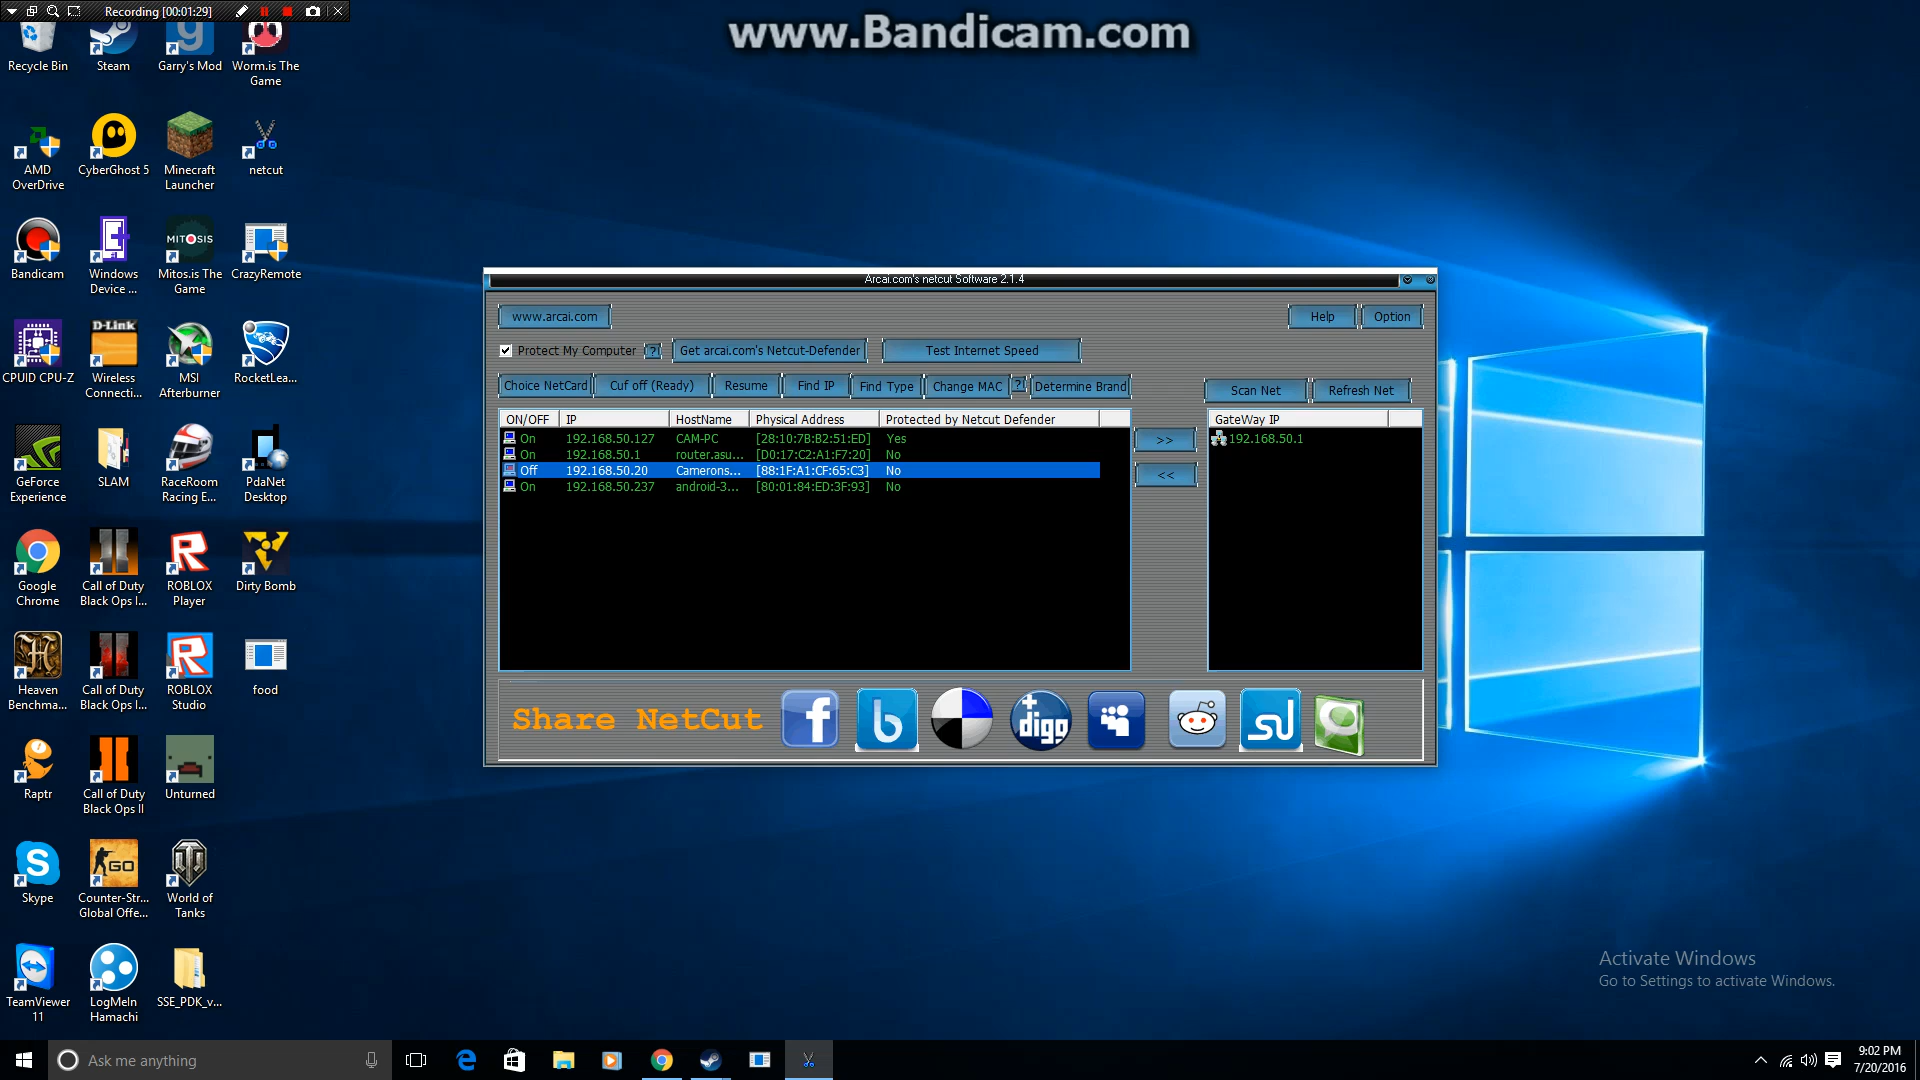 Recording [00:01:29]
www.Bandicam.com
Recycle Bin
Steam
Garry's Mod
Worm.is The
Game
AMD
OverDrive
CyberGhost 5
Minecraft
Launcher
netcut
Bandicam
Windows
Device ...
MITOSIS
Mitos.is The
Game
CrazyRemote
CPUID CPU-Z
D-Link
Wireless
Connecti...
MSI
Afterburner
RocketLea...
GeForce
Experience
SLAM
RaceRoom
Racing E...
PdaNet
Desktop
Google
Chrome
Call of Duty
Black Ops I...
ROBLOX
Player
Dirty Bomb
Heaven
Benchma...
Call of Duty
Black Ops I...
ROBLOX
Studio
food
Raptr
Call of Duty
Black Ops II
Unturned
Skype
GO
Counter-Str...
Global Offe...
World of
Tanks
TeamViewer
11
LogMeIn
Hamachi
SSE_PDK_v...
Arcai.com's netcut Software 2.1.4
www.arcai.com
Help
Option
Protect My Computer
?
Get arcai.com's Netcut-Defender
Test Internet Speed
Choice NetCard
Cuf off (Ready)
Resume
Find IP
Find Type
Change MAC
?
Determine Brand
Scan Net
Refresh Net
ON/OFF IP HostName Physical Address Protected by Netcut Defender
On 192.168.50.127 CAM-PC [28:10:7B:B2:51:ED] Yes
On 192.168.50.1 router.asu... [D0:17:C2:A1:F7:20] No
Off 192.168.50.20 Camerons... [88:1F:A1:CF:65:C3] No
On 192.168.50.237 android-3... [80:01:84:ED:3F:93] No
>>
<<
GateWay IP
192.168.50.1
Share NetCut
f
b
digg
Activate Windows
Go to Settings to activate Windows.
Ask me anything
9:02 PM
7/20/2016